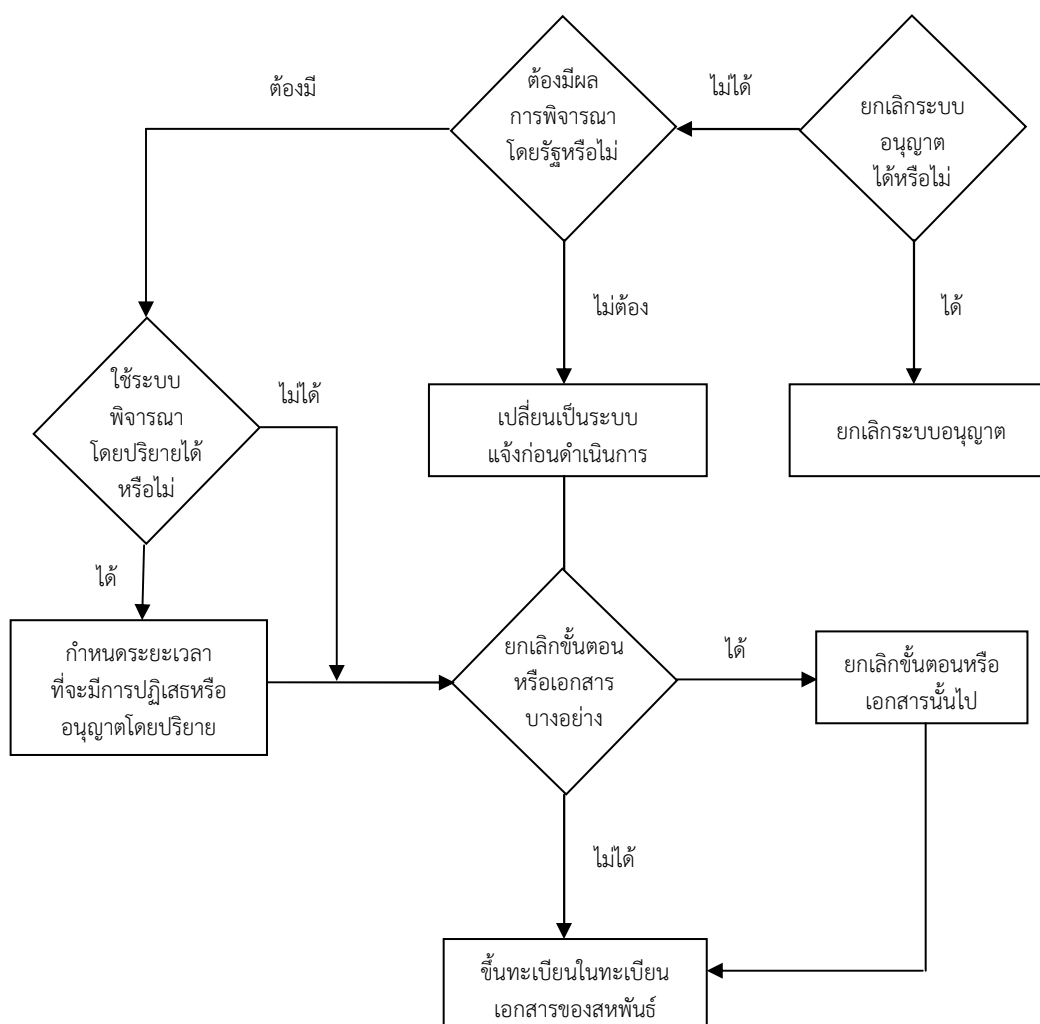 ต้องมี
ต้องมีผล
การพิจารณา
โดยรัฐหรือไม่
ไม่ได้
ยกเลิกระบบ
อนุญาต
ได้หรือไม่
ไม่ต้อง
ได้
ใช้ระบบ
พิจารณา
โดยปริยายได้
หรือไม่
ไม่ได้
เปลี่ยนเป็นระบบ
แจ้งก่อนดำเนินการ
ยกเลิกระบบอนุญาต
ได้
กำหนดระยะเวลา
ที่จะมีการปฏิเสธหรือ
อนุญาตโดยปริยาย
ยกเลิกขั้นตอน
หรือเอกสาร
บางอย่าง
ได้
ยกเลิกขั้นตอนหรือ
เอกสารนั้นไป
ไม่ได้
ขึ้นทะเบียนในทะเบียน
เอกสารของสหพันธ์